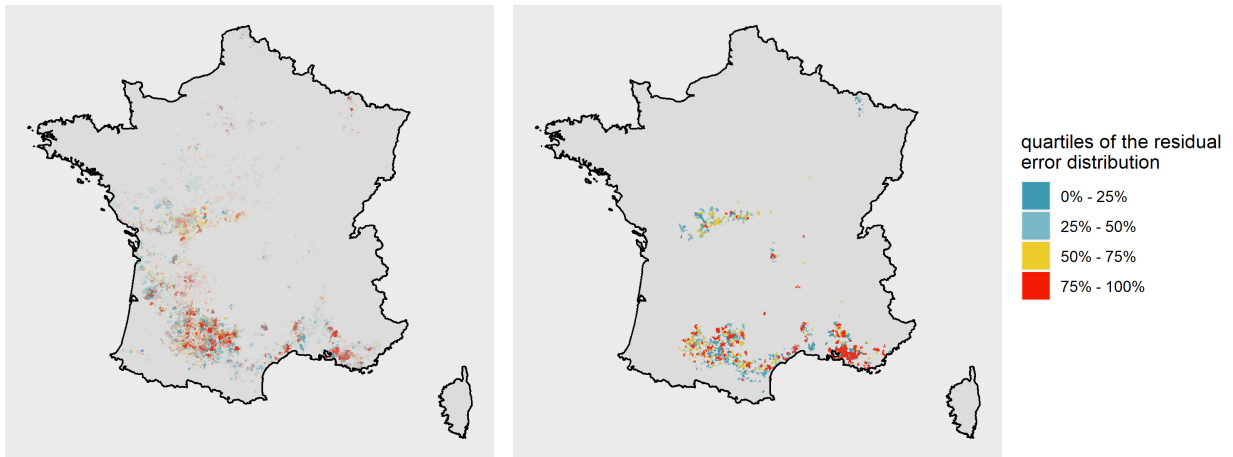 quartiles of the residual
error distribution
0% - 25%
25% - 50%
50% - 75%
75% - 100%